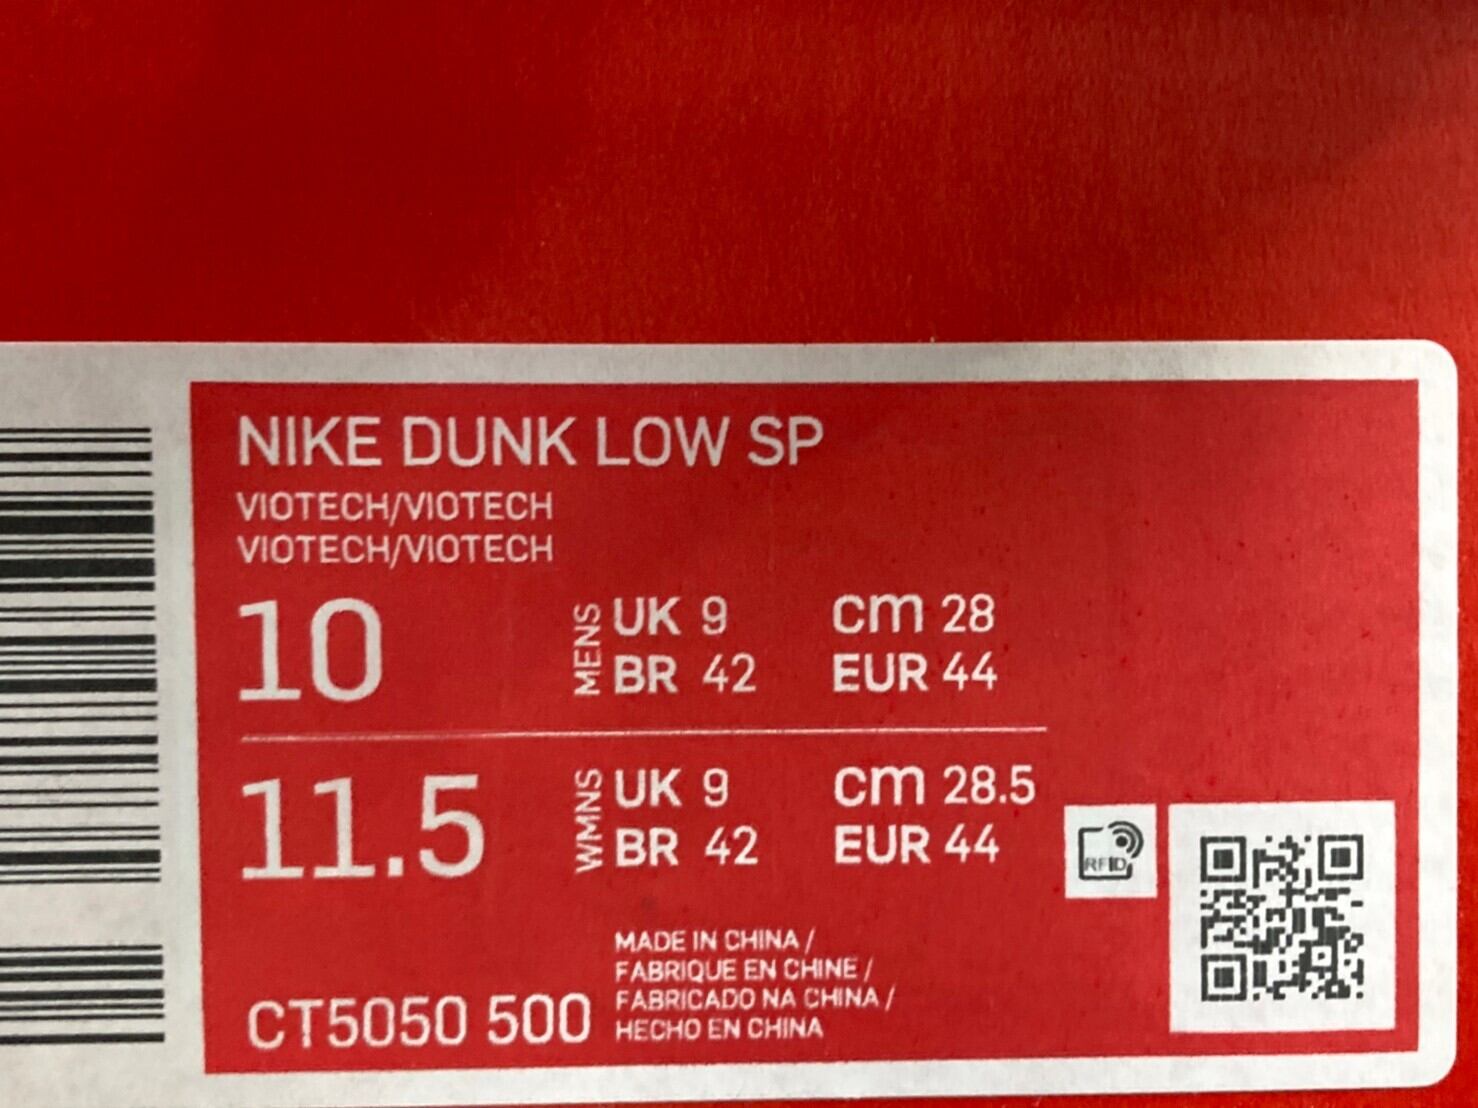 NIKE DUNK LOW SP
VIOTECH/VIOTECH
VIOTECH/VIOTECH
10
MENS
UK 9 cm 28
BR 42 EUR 44
11.5
WMNS
UK 9 cm 28.5
BR 42 EUR 44
RFID
MADE IN CHINA /
FABRIQUE EN CHINE /
FABRICADO NA CHINA /
HECHO EN CHINA
CT5050 500